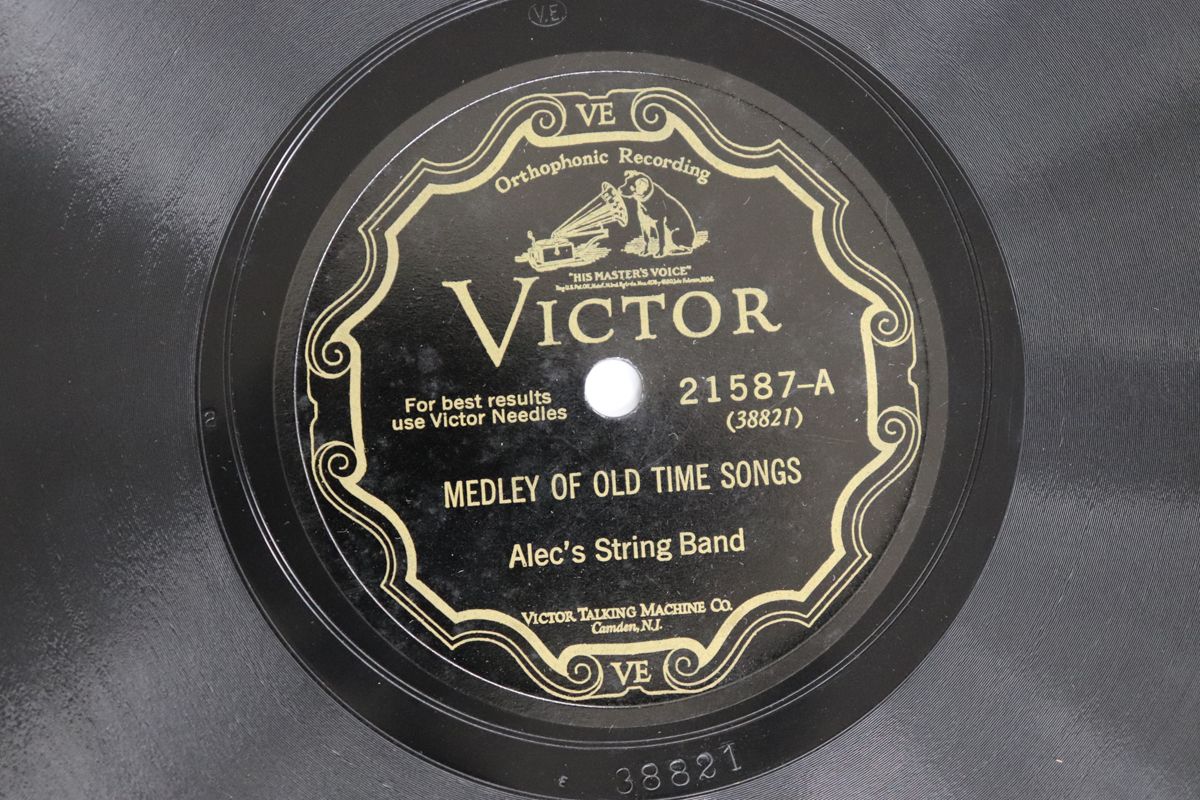 V.E.
VE
Orthophonic Recording
"HIS MASTER'S VOICE"
VICTOR
For best results
use Victor Needles
21587-A
(38821)
MEDLEY OF OLD TIME SONGS
Alec's String Band
VICTOR TALKING MACHINE CO.
Camden, N.J.
VE
E
38821